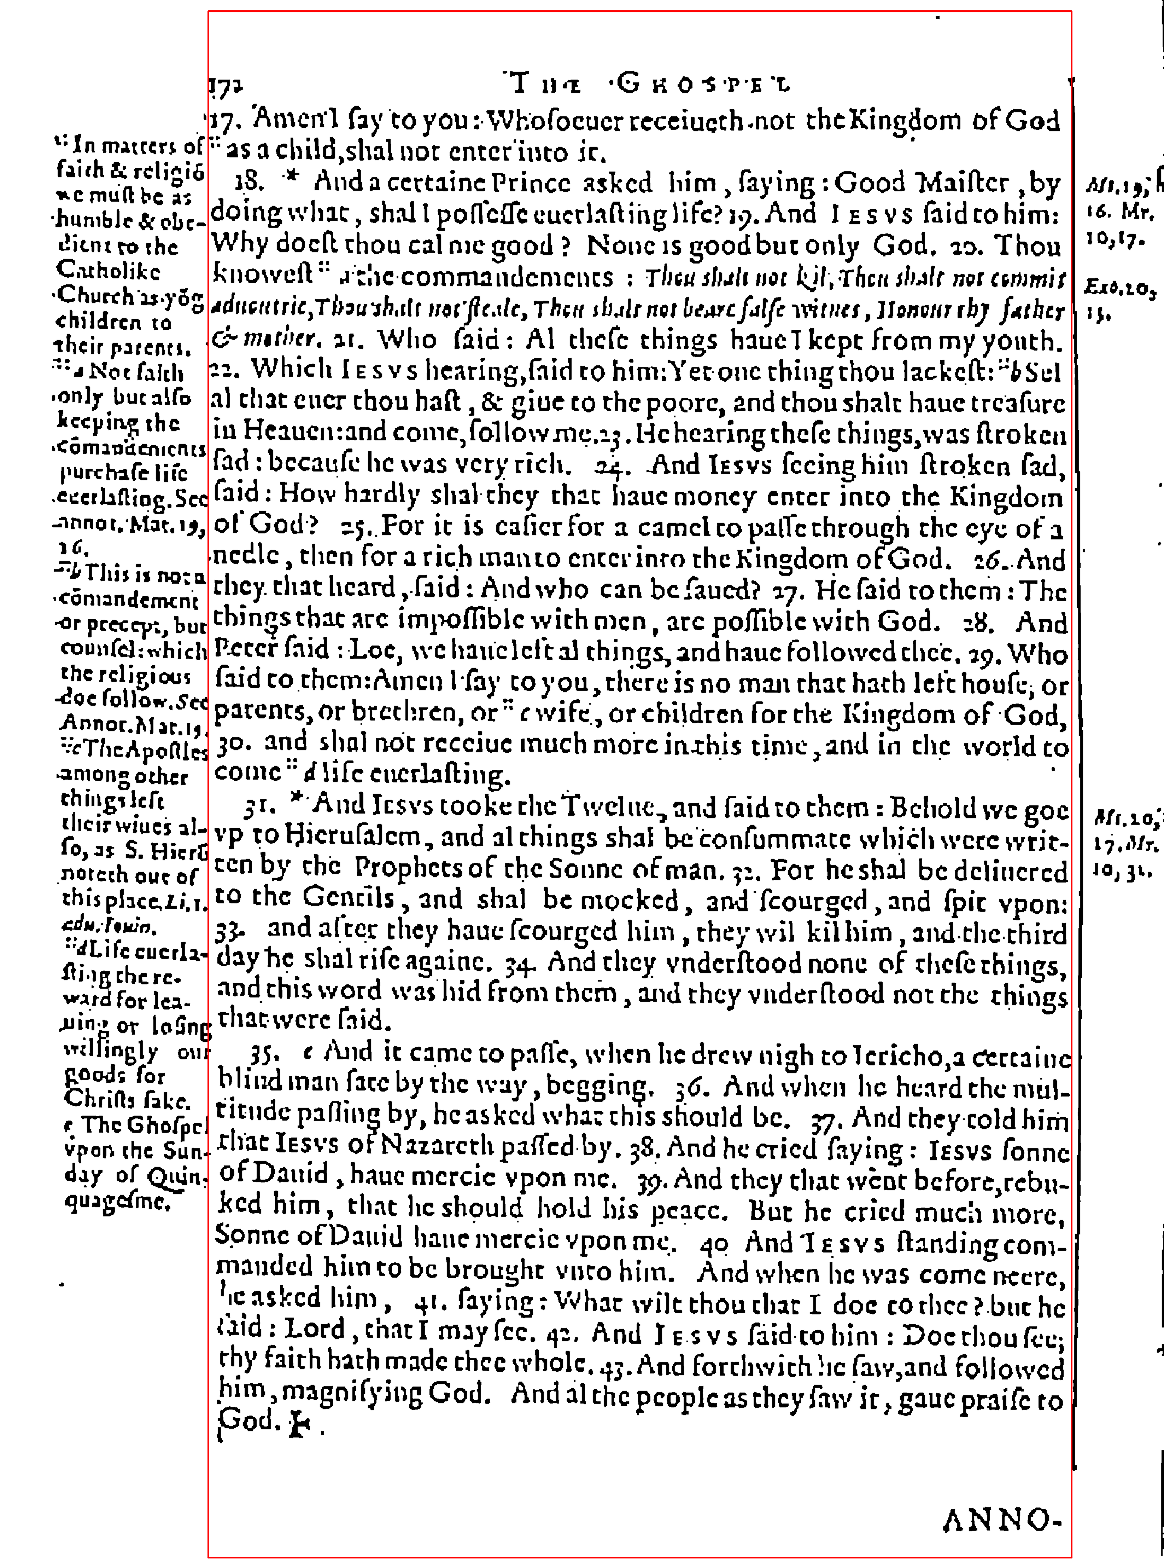 172 THE GHOSPEL
17. Amen I ſay to you: Whoſoeuer receiueth not the Kingdom of God
" as a child, ſhal not enter into it.
18. * And a certaine Prince asked him, ſaying: Good Maiſter, by
doing what, shall I poſſeſſe euerlaſting life? 19. And IESVS ſaid to him:
Why doeſt thou cal me good? None is good but only God. 20. Thou
knoweſt " a the commandements: Thou shalt not kil, Thou shalt not commit
aduoutrie, Thou shalt not ſteale, Thou shalt not beare falſe witnes, Honour thy father
& mother. 21. Who ſaid: Al theſe things haue I kept from my youth.
22. Which IESVS hearing, ſaid to him: Yet one thing thou lackeſt: " b Sel
al that euer thou haſt, & giue to the poore, and thou shalt haue treaſure
in Heauen: and come, follow me. 23. He hearing theſe things, was ſtroken
ſad: becauſe he was very rich. 24. And IESVS ſeeing him ſtroken ſad,
ſaid: How hardly shal they that haue money enter into the Kingdom
of God? 25. For it is eaſier for a camel to paſſe through the eye of a
nedle, then for a rich man to enter into the Kingdom of God. 26. And
they that heard, ſaid: And who can be ſaued? 27. He ſaid to them: The
things that are impoſſible with men, are poſſible with God. 28. And
Peter ſaid: Loe, we haue left al things, and haue followed thee. 29. Who
ſaid to them: Amen I ſay to you, there is no man that hath left houſe, or
parents, or brethren, or " c wife, or children for the Kingdom of God,
30. and shal not receiue much more in this time, and in the world to
come " d life euerlaſting.
31. * And IESVS tooke the Twelue, and ſaid to them: Behold we goe
vp to Hieruſalem, and al things shal be conſummate which were writ-
ten by the Prophets of the Sonne of man. 32. For he shal be deliuered
to the Gentils, and shal be mocked, and ſcourged, and ſpit vpon:
33. and after they haue ſcourged him, they wil kil him, and the third
day he shal riſe againe. 34. And they vnderſtood none of theſe things,
and this word was hid from them, and they vnderſtood not the things
that were ſaid.
35. e And it came to paſſe, when he drew nigh to Iericho, a certaine
blind man ſate by the way, begging. 36. And when he heard the mul-
titude paſſing by, he asked what this should be. 37. And they told him
that IESVS of Nazareth paſſed by. 38. And he cried ſaying: IESVS ſonne
of Dauid, haue mercie vpon me. 39. And they that went before, rebu-
ked him, that he should hold his peace. But he cried much more,
Sonne of Dauid haue mercie vpon me. 40 And IESVS ſtanding com-
manded him to be brought vnto him. And when he was come neere,
he asked him, 41. ſaying: What wilt thou that I doe to thee? but he
ſaid: Lord, that I may ſee. 42. And IESVS ſaid to him: Doe thou ſee,
thy faith hath made thee whole. 43. And forthwith he ſaw, and followed
him, magnifying God. And al the people as they ſaw it, gaue praiſe to
God. ✠.
ANNO-
" In matters of
faith & religiõ
we muſt be as
humble & obe-
dient to the
Catholike
Church as yõg
children to
their parents.
" a Not faith
only but alſo
keeping the
cõmandements
purchaſe life
euerlaſting. See
annot. Mat. 19,
16.
" b This is not a
cõmandement
or precept, but
counſel: which
the religious
doe follow. See
Annot. Mat. 19.
" c The Apoſtles
among other
things left
their wiues al-
ſo, as S. Hierõ
noteth out of
this place, Li. 1.
adu. Iouin.
" d Life euerla-
ſting the re-
ward for lea-
uing or loſing
willingly our
goods for
Chriſts ſake.
e The Ghoſpel
vpon the Sun-
day of Quin-
quageſme.
Mt. 19,
16. Mr.
10, 17.
Exo. 20,
13.
Mt. 20,
17. Mr.
10, 32.